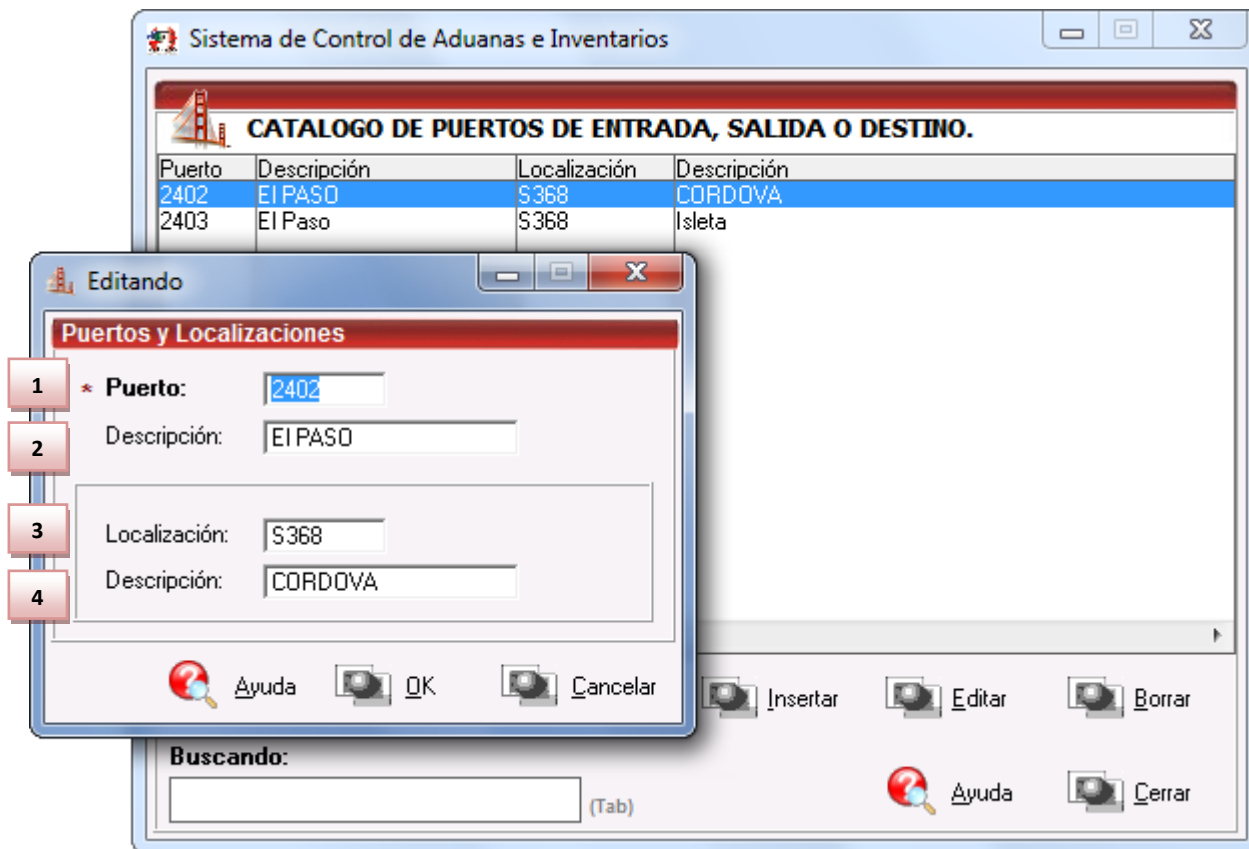 Sistema de Control de Aduanas e Inventarios
CATALOGO DE PUERTOS DE ENTRADA, SALIDA O DESTINO.
Puerto Descripción Localización Descripción
2402 El PASO S368 CORDOVA
2403 El Paso S368 Isleta
Editando
Puertos y Localizaciones
1 * Puerto: 2402
2 Descripción: El PASO
3 Localización: S368
4 Descripción: CORDOVA
Ayuda OK Cancelar
Insertar Editar Borrar
Buscando:
(Tab) Ayuda Cerrar